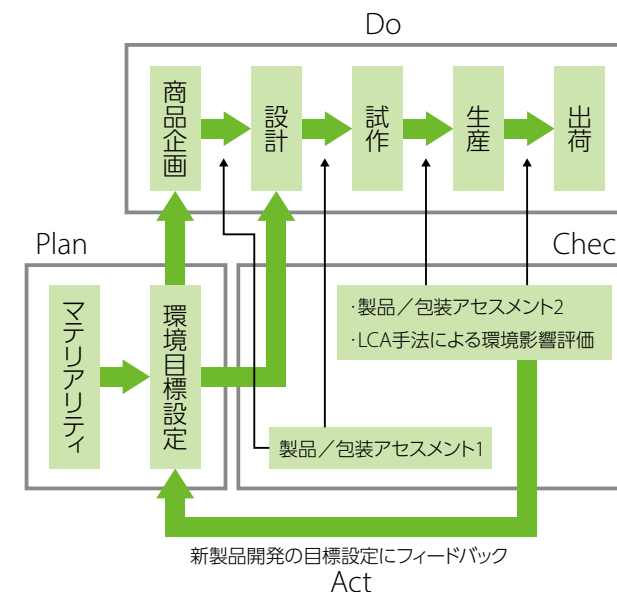 Do
商品企画
設計
試作
生産
出荷
Plan
Chec
マテリアリティ
環境目標設定
·製品／包装アセスメント2
·LCA手法による環境影響評価
製品／包装アセスメント1
新製品開発の目標設定にフィードバック
Act